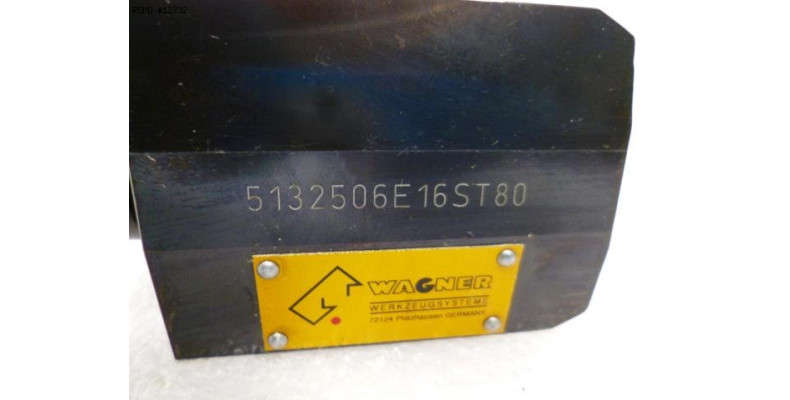 5132506E16ST80
WAGNER
WERKZEUGSYSTEME
72124 Pliezhausen GERMANY